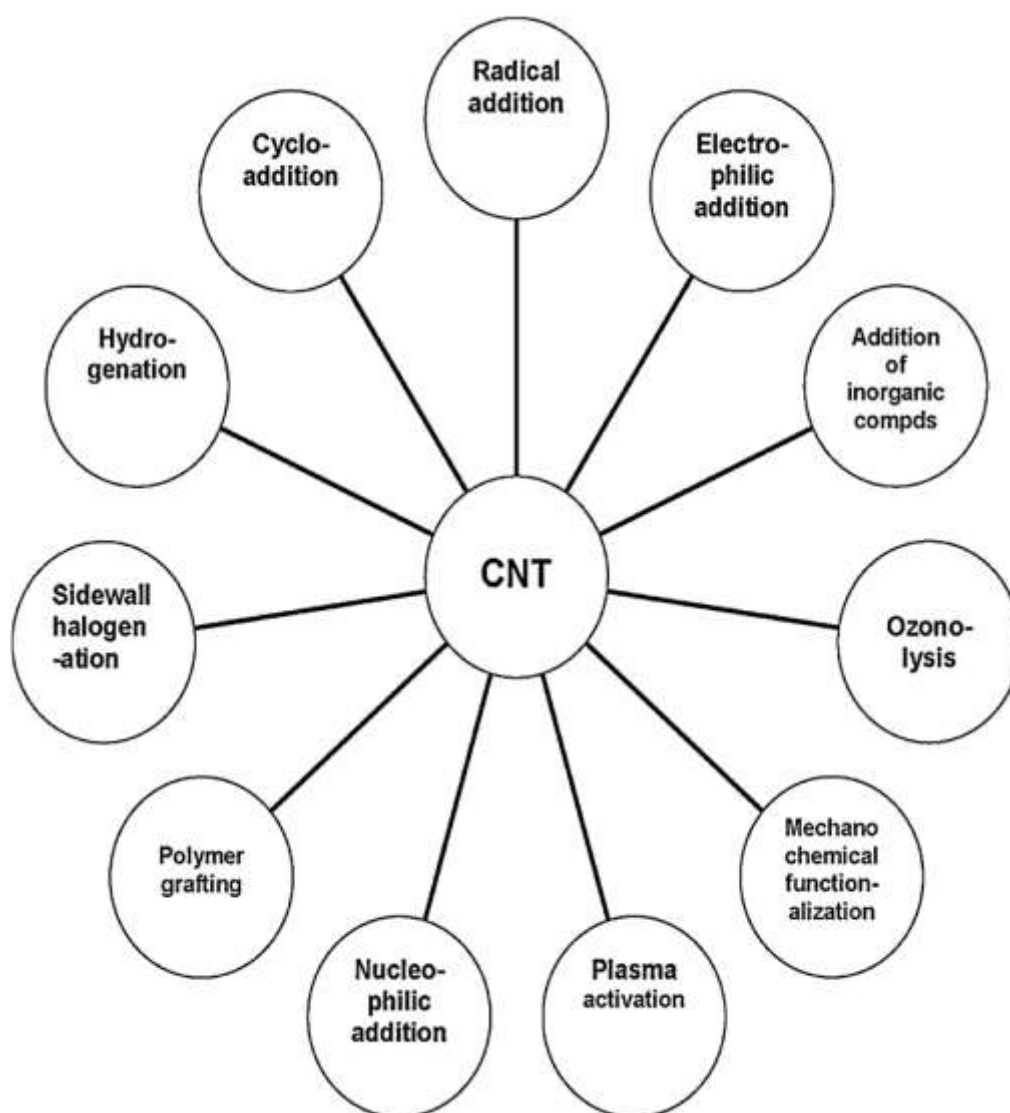 Radical
addition
Electro-
philic
addition
Addition
of
inorganic
compds
Ozono-
lysis
Mechano
chemical
function-
alization
Plasma
activation
Nucleo-
philic
addition
Polymer
grafting
Sidewall
halogen
-ation
Hydro-
genation
Cyclo-
addition
CNT